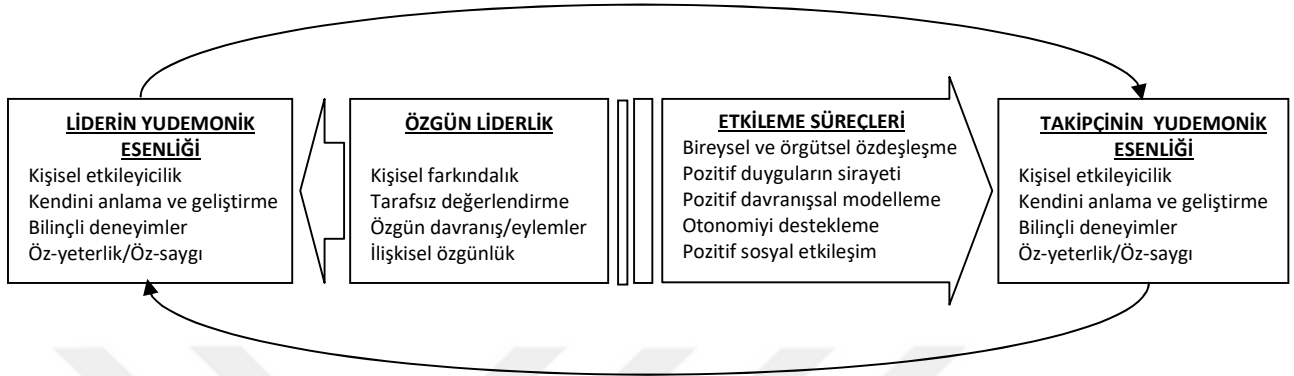 LİDERİN YUDEMONİK
ESENLİĞİ
Kişisel etkileyicilik
Kendini anlama ve geliştirme
Bilinçli deneyimler
Öz-yeterlik/Öz-saygı
ÖZGÜN LİDERLİK
Kişisel farkındalık
Tarafsız değerlendirme
Özgün davranış/eylemler
İlişkisel özgünlük
ETKİLEME SÜREÇLERİ
Bireysel ve örgütsel özdeşleşme
Pozitif duyguların sirayeti
Pozitif davranışsal modelleme
Otonomiyi destekleme
Pozitif sosyal etkileşim
TAKİPÇİNİN YUDEMONİK
ESENLİĞİ
Kişisel etkileyicilik
Kendini anlama ve geliştirme
Bilinçli deneyimler
Öz-yeterlik/Öz-saygı